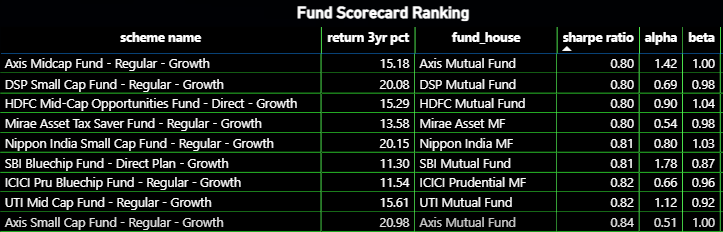 Fund Scorecard Ranking
scheme name return 3yr pct fund_house sharpe ratio alpha beta
Axis Midcap Fund - Regular - Growth 15.18 Axis Mutual Fund 0.80 1.42 1.00
DSP Small Cap Fund - Regular - Growth 20.08 DSP Mutual Fund 0.80 0.69 0.98
HDFC Mid-Cap Opportunities Fund - Direct - Growth 15.29 HDFC Mutual Fund 0.80 0.90 1.04
Mirae Asset Tax Saver Fund - Regular - Growth 13.58 Mirae Asset MF 0.80 0.54 0.98
Nippon India Small Cap Fund - Regular - Growth 20.15 Nippon India MF 0.81 0.80 1.03
SBI Bluechip Fund - Direct Plan - Growth 11.30 SBI Mutual Fund 0.81 1.78 0.87
ICICI Pru Bluechip Fund - Regular - Growth 11.54 ICICI Prudential MF 0.82 0.66 0.96
UTI Mid Cap Fund - Regular - Growth 15.61 UTI Mutual Fund 0.82 1.12 0.92
Axis Small Cap Fund - Regular - Growth 20.98 Axis Mutual Fund 0.84 0.51 1.00